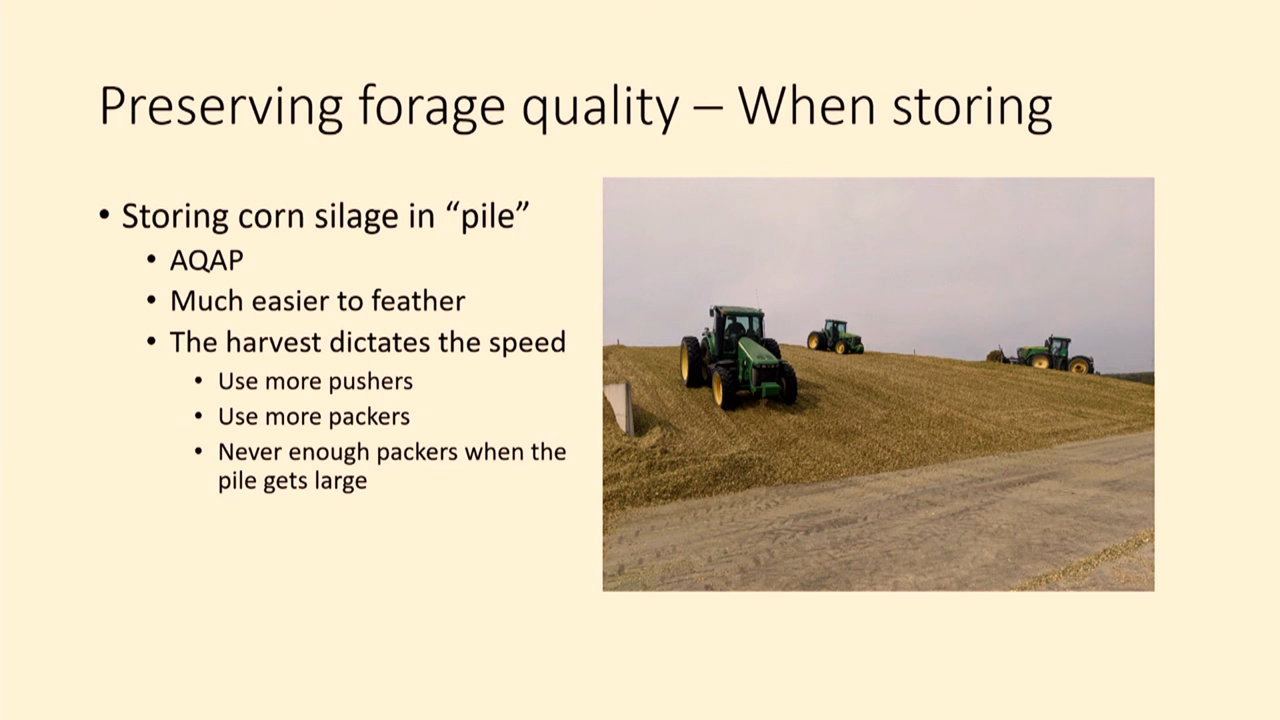 Preserving forage quality – When storing
• Storing corn silage in “pile”
• AQAP
• Much easier to feather
• The harvest dictates the speed
• Use more pushers
• Use more packers
• Never enough packers when the
pile gets large